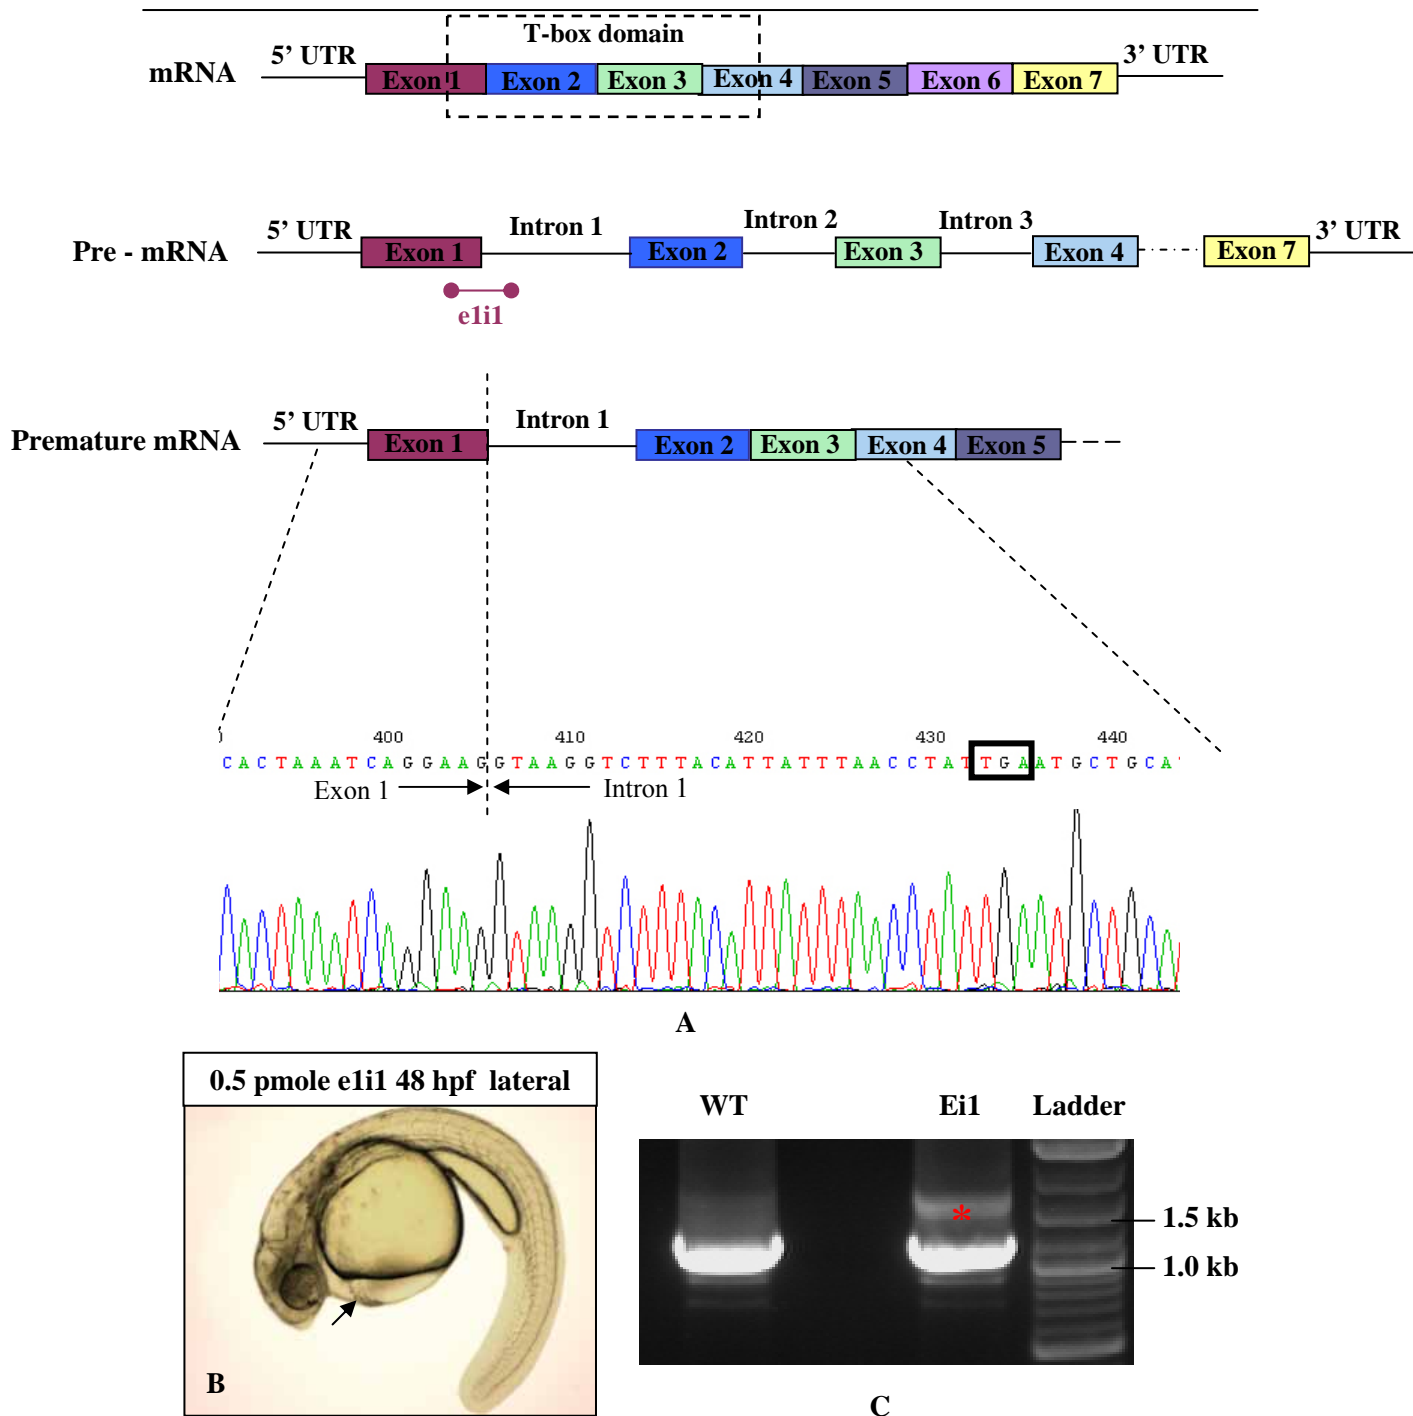 T-box domain
5’ UTR
3’ UTR
mRNA
Exon 1 Exon 2 Exon 3 Exon 4 Exon 5 Exon 6 Exon 7
5’ UTR Intron 1 Intron 2 Intron 3 3’ UTR
Pre - mRNA
Exon 1 Exon 2 Exon 3 Exon 4 Exon 7
e1i1
5’ UTR Intron 1
Premature mRNA
Exon 1 Exon 2 Exon 3 Exon 4 Exon 5
400 410 420 430 440
CACTAAATCAGGAAGGTAAGGTCTTTACATTATTTAACCTATTGAATGCTGCA
Exon 1 Intron 1
A
0.5 pmole e1i1 48 hpf lateral
B
WT Ei1 Ladder
*
1.5 kb
1.0 kb
C